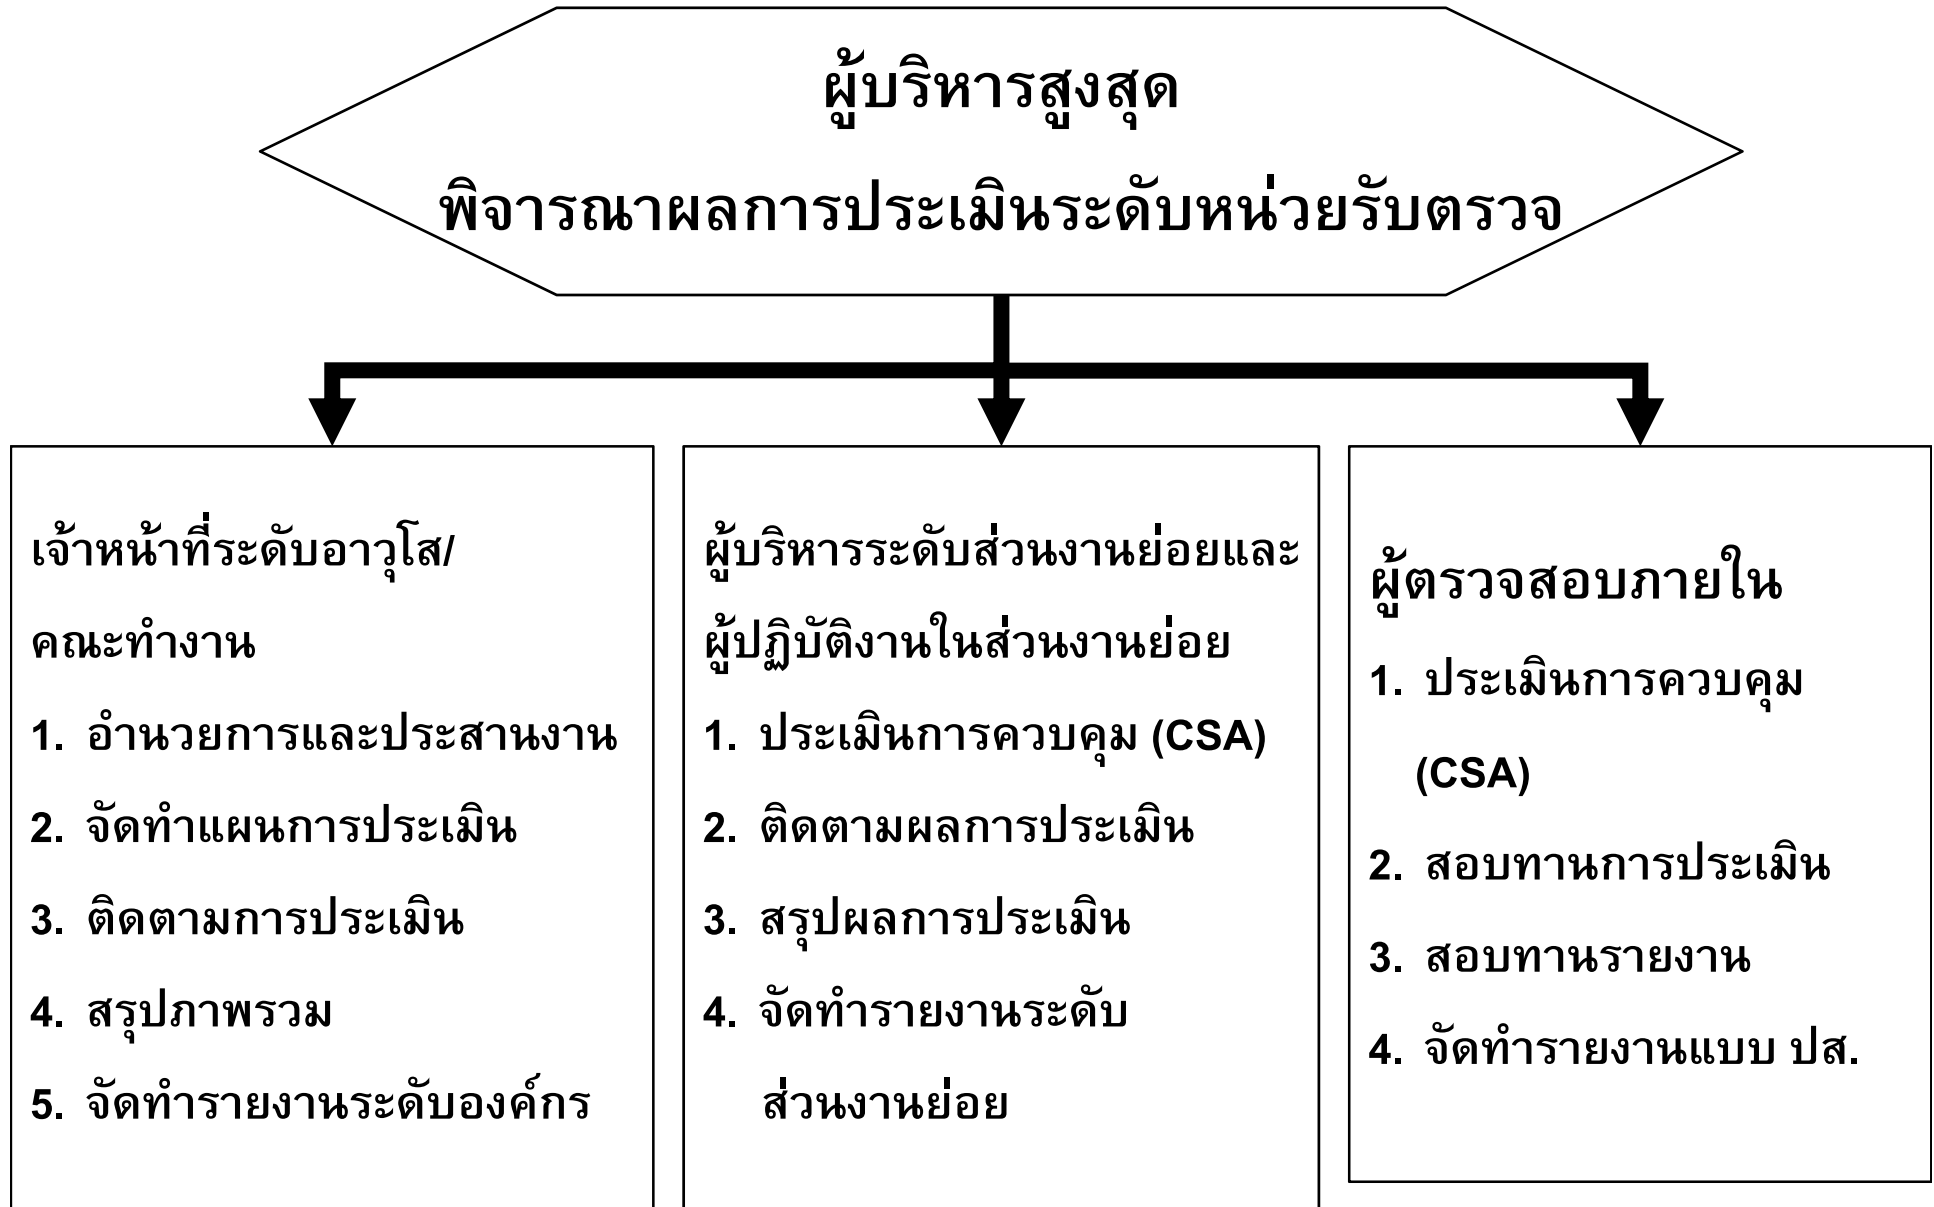 ผู้บริหารสูงสุด
พิจารณาผลการประเมินระดับหน่วยรับตรวจ
เจ้าหน้าที่ระดับอาวุโส/
คณะทำงาน
1. อำนวยการและประสานงาน
2. จัดทำแผนการประเมิน
3. ติดตามการประเมิน
4. สรุปภาพรวม
5. จัดทำรายงานระดับองค์กร
ผู้บริหารระดับส่วนงานย่อยและ
ผู้ปฏิบัติงานในส่วนงานย่อย
1. ประเมินการควบคุม (CSA)
2. ติดตามผลการประเมิน
3. สรุปผลการประเมิน
4. จัดทำรายงานระดับ
ส่วนงานย่อย
ผู้ตรวจสอบภายใน
1. ประเมินการควบคุม
(CSA)
2. สอบทานการประเมิน
3. สอบทานรายงาน
4. จัดทำรายงานแบบ ปส.